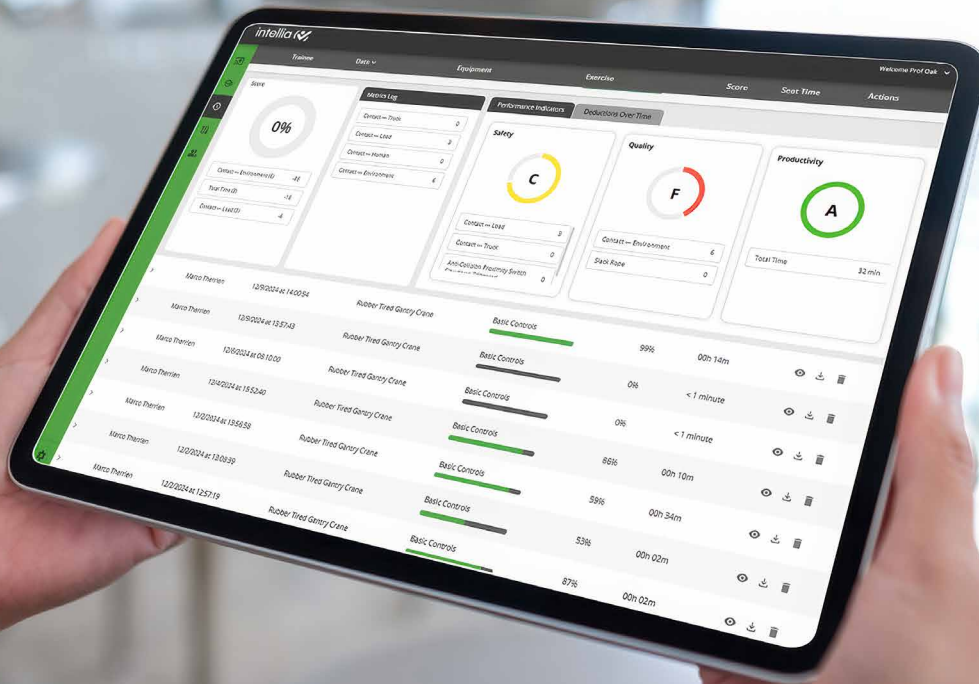 intellia
Welcome Prof Oak
Trainee Date Equipment Exercise Score Seat Time Actions
Score
0%
Contact — Environment (6)
Total Time (3)
Contact — Load (3)
Metrics Log
Contact — Truck 0
Contact — Load 3
Contact — Human 0
Contact — Environment 6
Performance Indicators Deductions Over Time
Safety
C
Contact — Load 3
Contact — Truck 0
Anti-Collision Proximity Switch 0
Quality
F
Contact — Environment 6
Slack Rope 0
Productivity
A
Total Time 32 min
Marco Therrien 12/9/2024 at 14:00:54 Rubber Tired Gantry Crane Basic Controls 99% 00h 14m
Marco Therrien 12/9/2024 at 13:57:43 Rubber Tired Gantry Crane Basic Controls 0% < 1 minute
Marco Therrien 12/6/2024 at 08:10:00 Rubber Tired Gantry Crane Basic Controls 0% < 1 minute
Marco Therrien 12/4/2024 at 15:52:40 Rubber Tired Gantry Crane Basic Controls 86% 00h 10m
Marco Therrien 12/2/2024 at 13:56:58 Rubber Tired Gantry Crane Basic Controls 59% 00h 34m
Marco Therrien 12/2/2024 at 13:03:39 Rubber Tired Gantry Crane Basic Controls 53% 00h 02m
Marco Therrien 12/2/2024 at 12:57:19 Rubber Tired Gantry Crane Basic Controls 87% 00h 02m